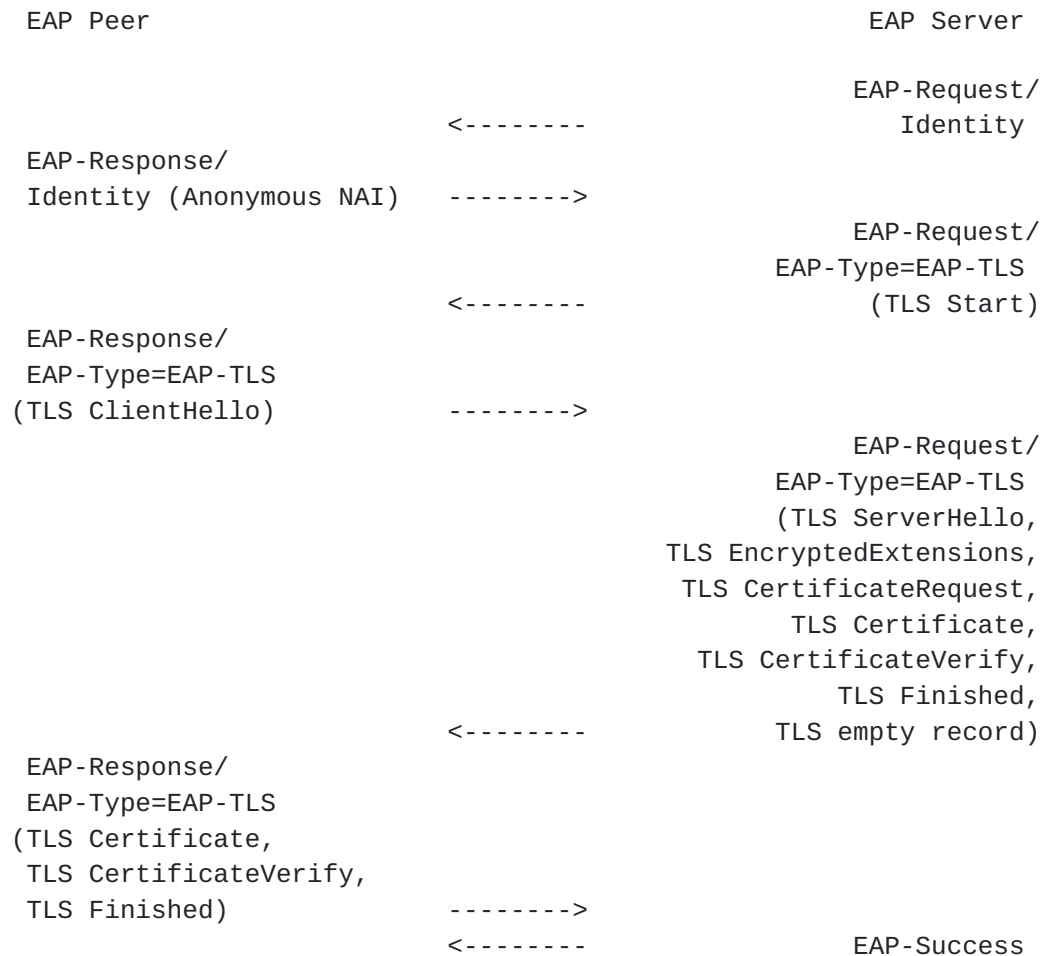 EAP Peer                                              EAP Server
                                                     EAP-Request/
                           <--------                    Identity
EAP-Response/
Identity (Anonymous NAI)   -------->
                                                     EAP-Request/
                                                EAP-Type=EAP-TLS
                           <--------                  (TLS Start)
EAP-Response/
EAP-Type=EAP-TLS
(TLS ClientHello)           -------->
                                                     EAP-Request/
                                                EAP-Type=EAP-TLS
                                                (TLS ServerHello,
                                         TLS EncryptedExtensions,
                                          TLS CertificateRequest,
                                                 TLS Certificate,
                                           TLS CertificateVerify,
                                                    TLS Finished,
                           <--------            TLS empty record)
EAP-Response/
EAP-Type=EAP-TLS
(TLS Certificate,
TLS CertificateVerify,
TLS Finished)              -------->
                           <--------                 EAP-Success